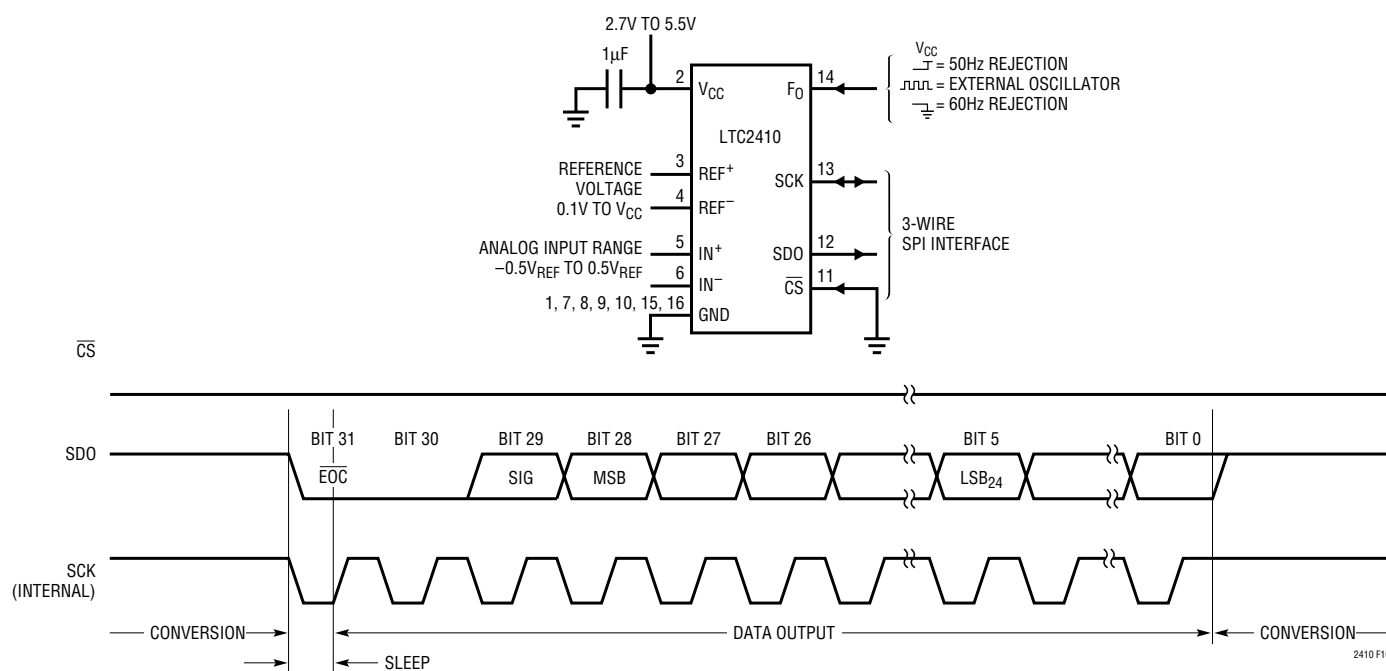 2.7V TO 5.5V
1µF
2
VCC
FO
14
VCC
= 50Hz REJECTION
= EXTERNAL OSCILLATOR
= 60Hz REJECTION
LTC2410
REFERENCE
VOLTAGE
0.1V TO VCC
3
REF+
4
REF–
SCK
13
ANALOG INPUT RANGE
–0.5VREF TO 0.5VREF
5
IN+
6
IN–
SDO
12
CS
11
3-WIRE
SPI INTERFACE
1, 7, 8, 9, 10, 15, 16
GND
CS
SDO
BIT 31
BIT 30
BIT 29
BIT 28
BIT 27
BIT 26
BIT 5
BIT 0
EOC
SIG
MSB
LSB24
SCK
(INTERNAL)
CONVERSION
DATA OUTPUT
CONVERSION
SLEEP